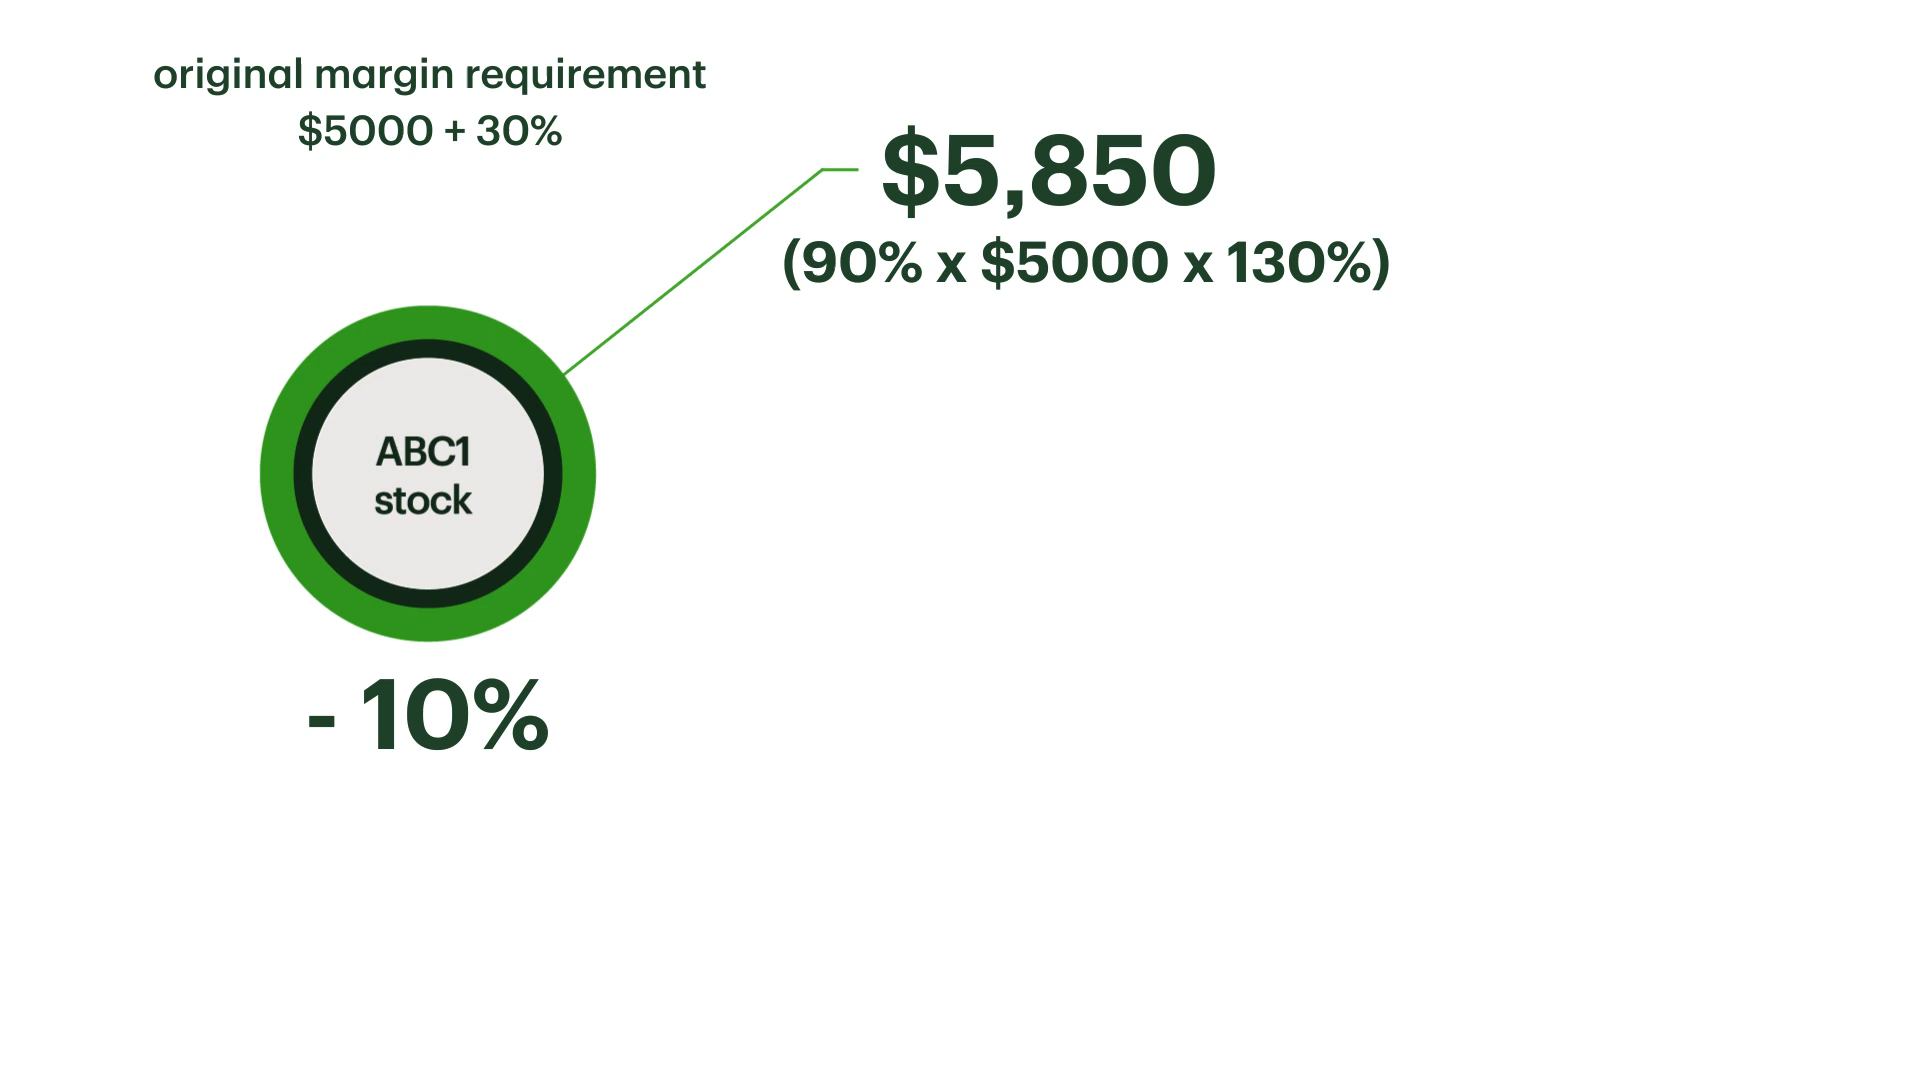 original margin requirement
$5000 + 30%
$5,850
(90% x $5000 x 130%)
ABC1
stock
- 10%